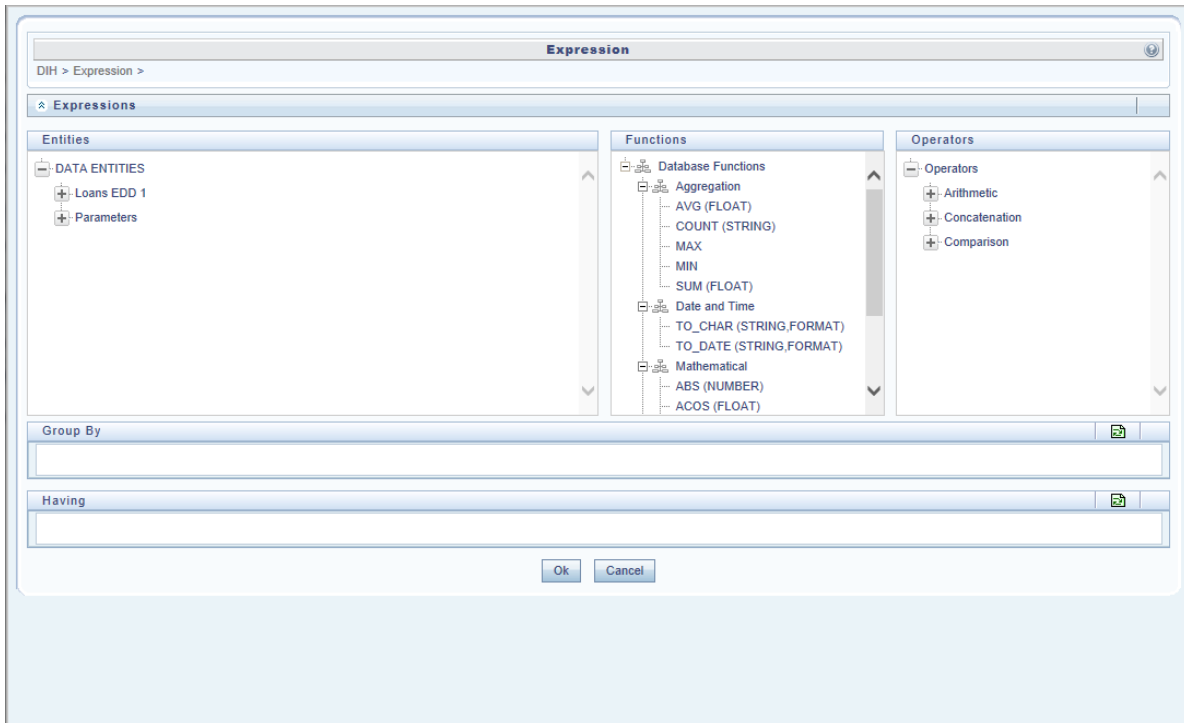 Expression
DIH > Expression >
Expressions
Entities
DATA ENTITIES
Loans EDD 1
Parameters
Functions
Database Functions
Aggregation
AVG (FLOAT)
COUNT (STRING)
MAX
MIN
SUM (FLOAT)
Date and Time
TO_CHAR (STRING,FORMAT)
TO_DATE (STRING,FORMAT)
Mathematical
ABS (NUMBER)
ACOS (FLOAT)
Operators
Operators
Arithmetic
Concatenation
Comparison
Group By
Having
Ok Cancel